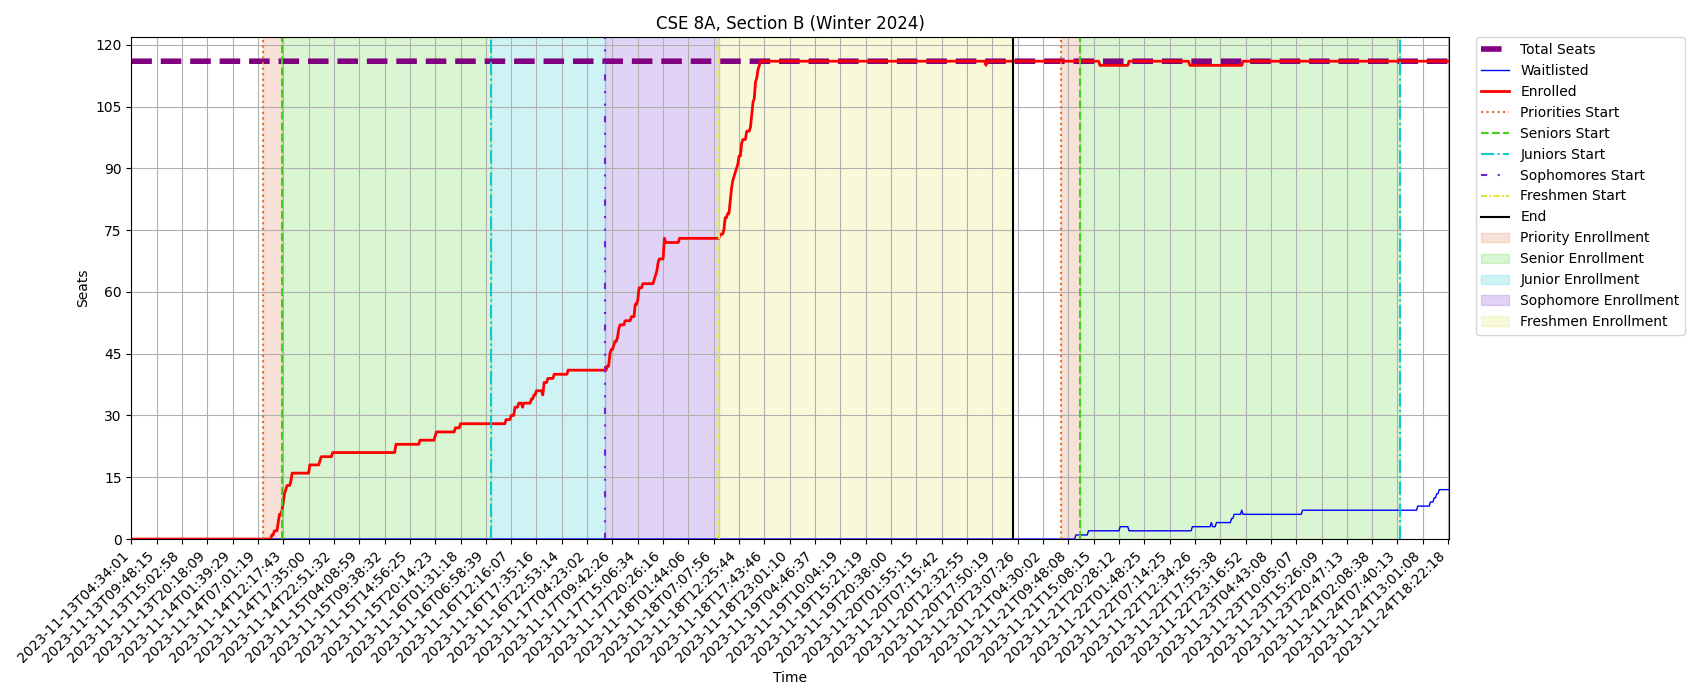 CSE 8A, Section B (Winter 2024)
120
105
90
75
60
45
30
15
0
Seats
2023-11-13T04:34:01
2023-11-13T09:48:15
2023-11-13T15:02:58
2023-11-13T20:18:09
2023-11-14T01:39:29
2023-11-14T07:01:19
2023-11-14T12:17:43
2023-11-14T17:35:00
2023-11-14T22:51:32
2023-11-15T04:08:59
2023-11-15T09:38:32
2023-11-15T14:56:25
2023-11-15T20:14:23
2023-11-16T01:31:18
2023-11-16T06:58:39
2023-11-16T12:16:07
2023-11-16T17:35:16
2023-11-16T22:53:14
2023-11-17T04:23:02
2023-11-17T09:42:26
2023-11-17T15:06:34
2023-11-17T20:26:16
2023-11-18T01:44:06
2023-11-18T07:07:56
2023-11-18T12:25:44
2023-11-18T17:43:46
2023-11-18T23:01:10
2023-11-19T04:46:37
2023-11-19T10:04:19
2023-11-19T15:21:19
2023-11-19T20:38:00
2023-11-20T01:55:15
2023-11-20T07:15:42
2023-11-20T12:32:55
2023-11-20T17:50:19
2023-11-20T23:07:26
2023-11-21T04:30:02
2023-11-21T09:48:08
2023-11-21T15:08:15
2023-11-21T20:28:12
2023-11-22T01:48:25
2023-11-22T07:14:25
2023-11-22T12:34:26
2023-11-22T17:55:38
2023-11-22T23:16:52
2023-11-23T04:43:08
2023-11-23T10:05:07
2023-11-23T15:26:09
2023-11-23T20:47:13
2023-11-24T02:08:38
2023-11-24T07:40:13
2023-11-24T13:01:08
2023-11-24T18:22:18
Time
Total Seats
Waitlisted
Enrolled
Priorities Start
Seniors Start
Juniors Start
Sophomores Start
Freshmen Start
End
Priority Enrollment
Senior Enrollment
Junior Enrollment
Sophomore Enrollment
Freshmen Enrollment